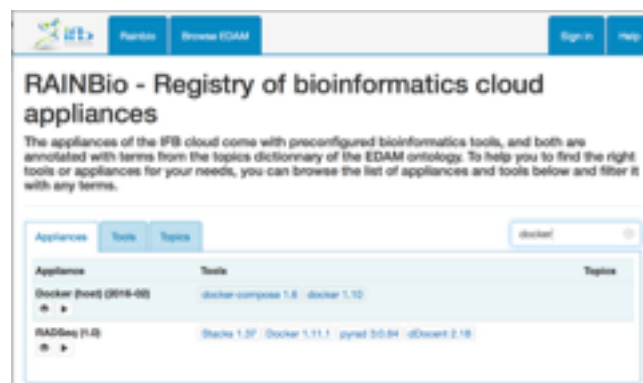 ifb Rainbio Browse EDAM Sign in Help
RAINBio - Registry of bioinformatics cloud
appliances
The appliances of the IFB cloud come with preconfigured bioinformatics tools, and both are
annotated with terms from the topics dictionnary of the EDAM ontology. To help you to find the right
tools or appliances for your needs, you can browse the list of appliances and tools below and filter it
with any terms.
Appliances Tools Topics docker
Appliance Tools Topics
Docker (host) (2016-02) docker-compose 1.6 docker 1.10
RADSeq (1.0) Stacks 1.37 Docker 1.11.1 pyrad 3.0.64 dDocent 2.18